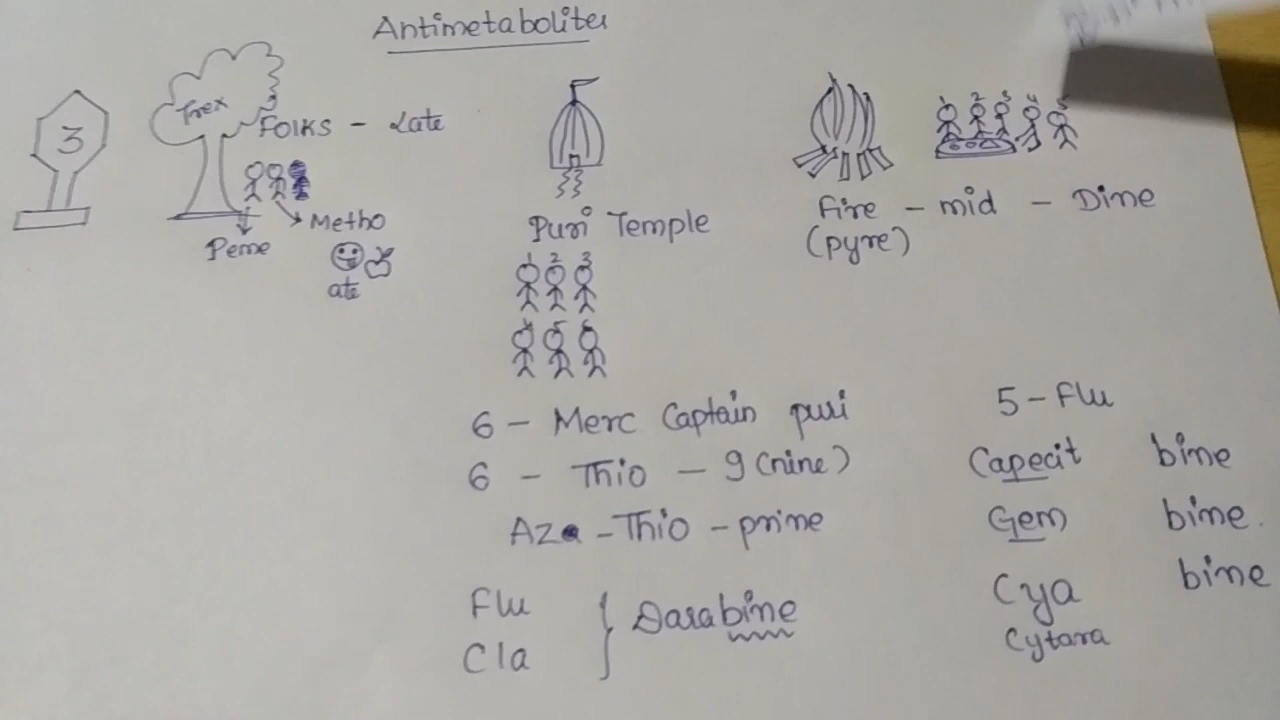 Antimetabolites
3
Trex
FOlKS - Late
Metho
Peme
ate
Puri Temple
1 2 3
4 5 6
1 2 3 4 5
Fire - mid - Dine
(pyre)
6 - Merc Captain puri
6 - Thio - 9 (nine)
Aza - Thio - prine
Flu
Cla
} Darabine
5 - Flu
Capecit bine
Gem bine.
Cya bine
Cytara